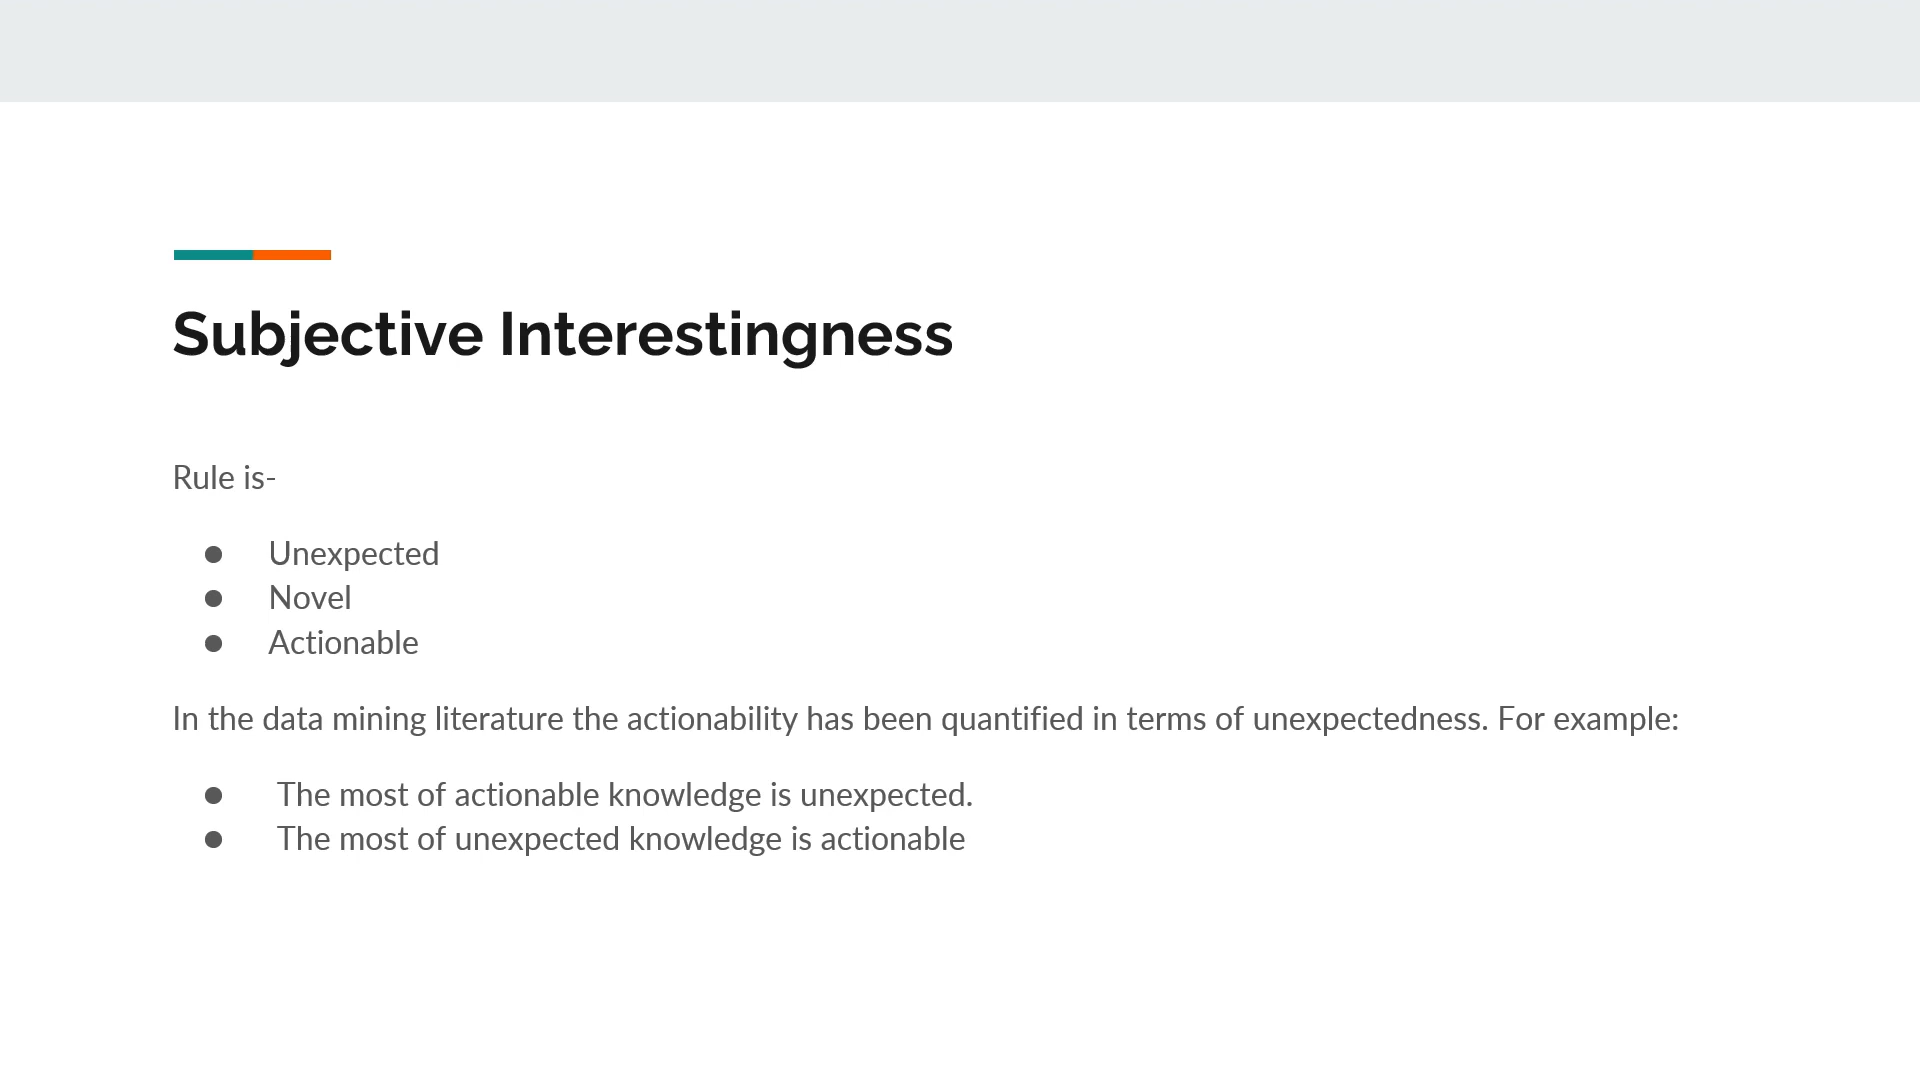 Subjective Interestingness
Rule is-
● Unexpected
● Novel
● Actionable
In the data mining literature the actionability has been quantified in terms of unexpectedness. For example:
● The most of actionable knowledge is unexpected.
● The most of unexpected knowledge is actionable